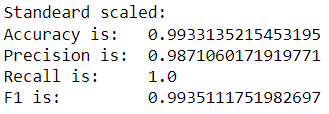 Standeard scaled:
Accuracy is:   0.9933135215453195
Precision is:  0.9871060171919771
Recall is:     1.0
F1 is:         0.9935111751982697